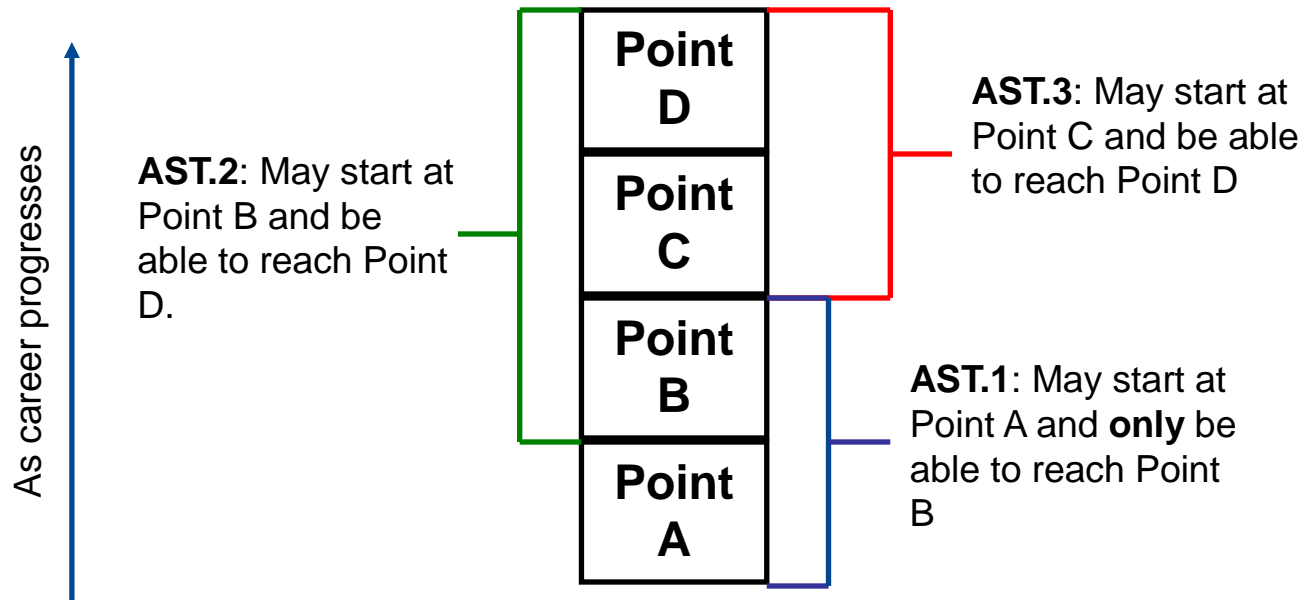 As career progresses
AST.2: May start at
Point B and be
able to reach Point
D.
Point
D
Point
C
Point
B
Point
A
AST.3: May start at
Point C and be able
to reach Point D
AST.1: May start at
Point A and only be
able to reach Point
B